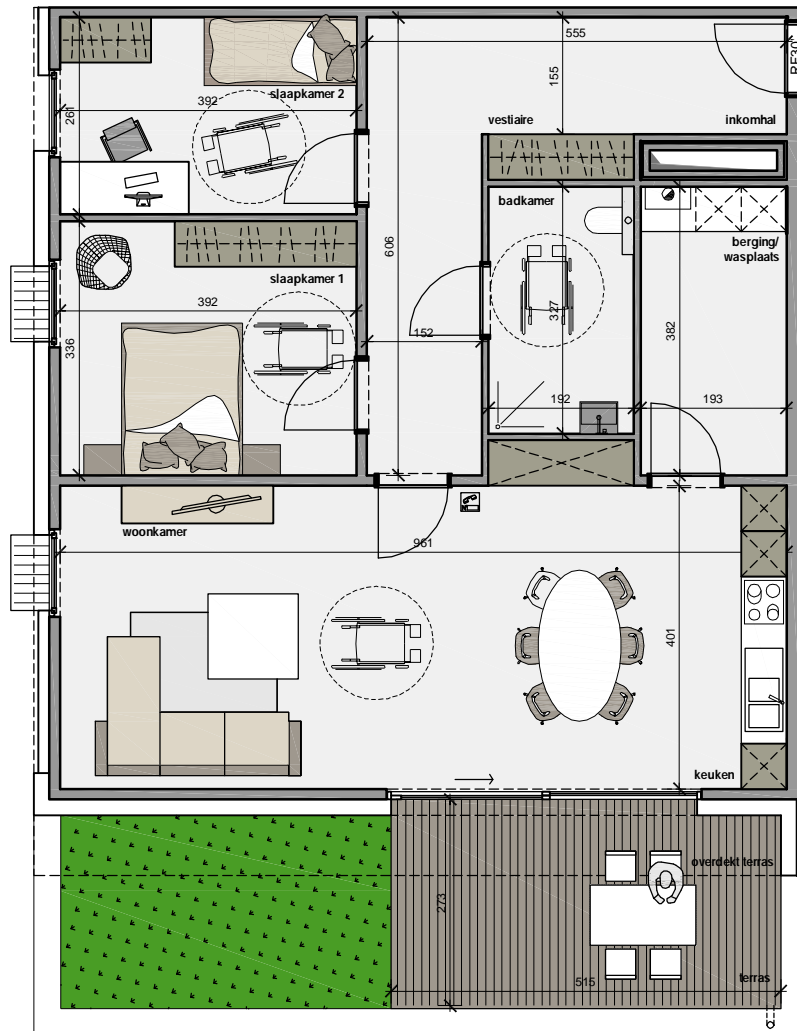 555
RF30
slaapkamer 2
392
261
155
vestiaire
inkomhal
badkamer
berging/
wasplaats
606
slaapkamer 1
392
336
327
382
152
192
193
woonkamer
961
401
keuken
overdekt terras
273
515
terras